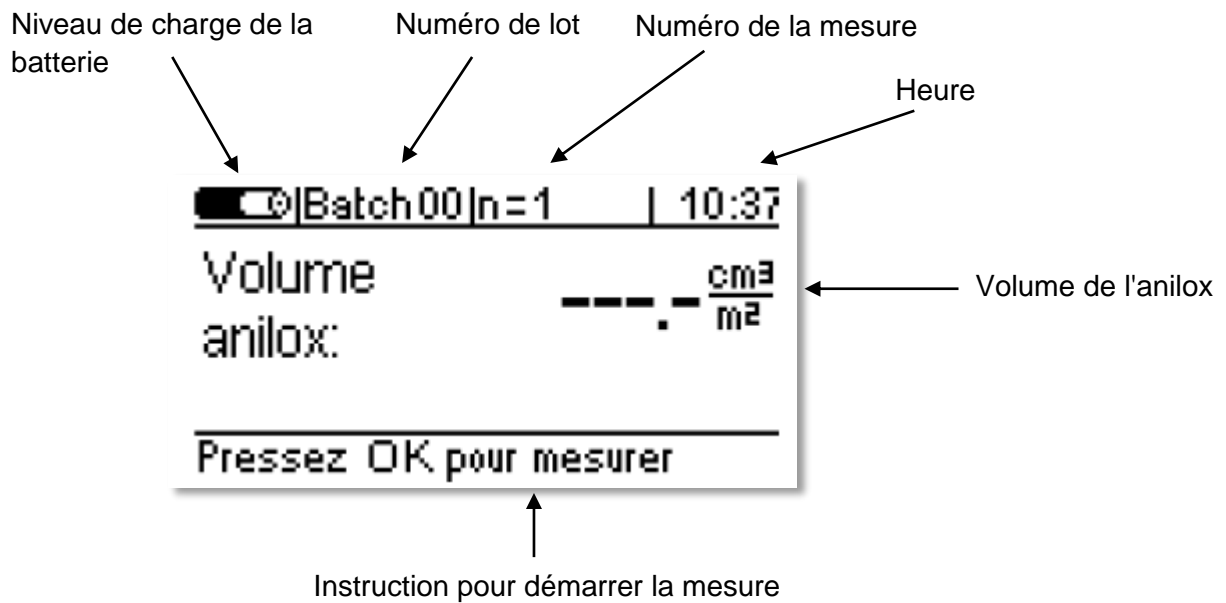 Niveau de charge de la
batterie
Numéro de lot
Numéro de la mesure
Heure
|Batch 00|n=1 | 10:37
Volume
anilox:
---.- cm³/m²
Volume de l'anilox
Pressez OK pour mesurer
Instruction pour démarrer la mesure